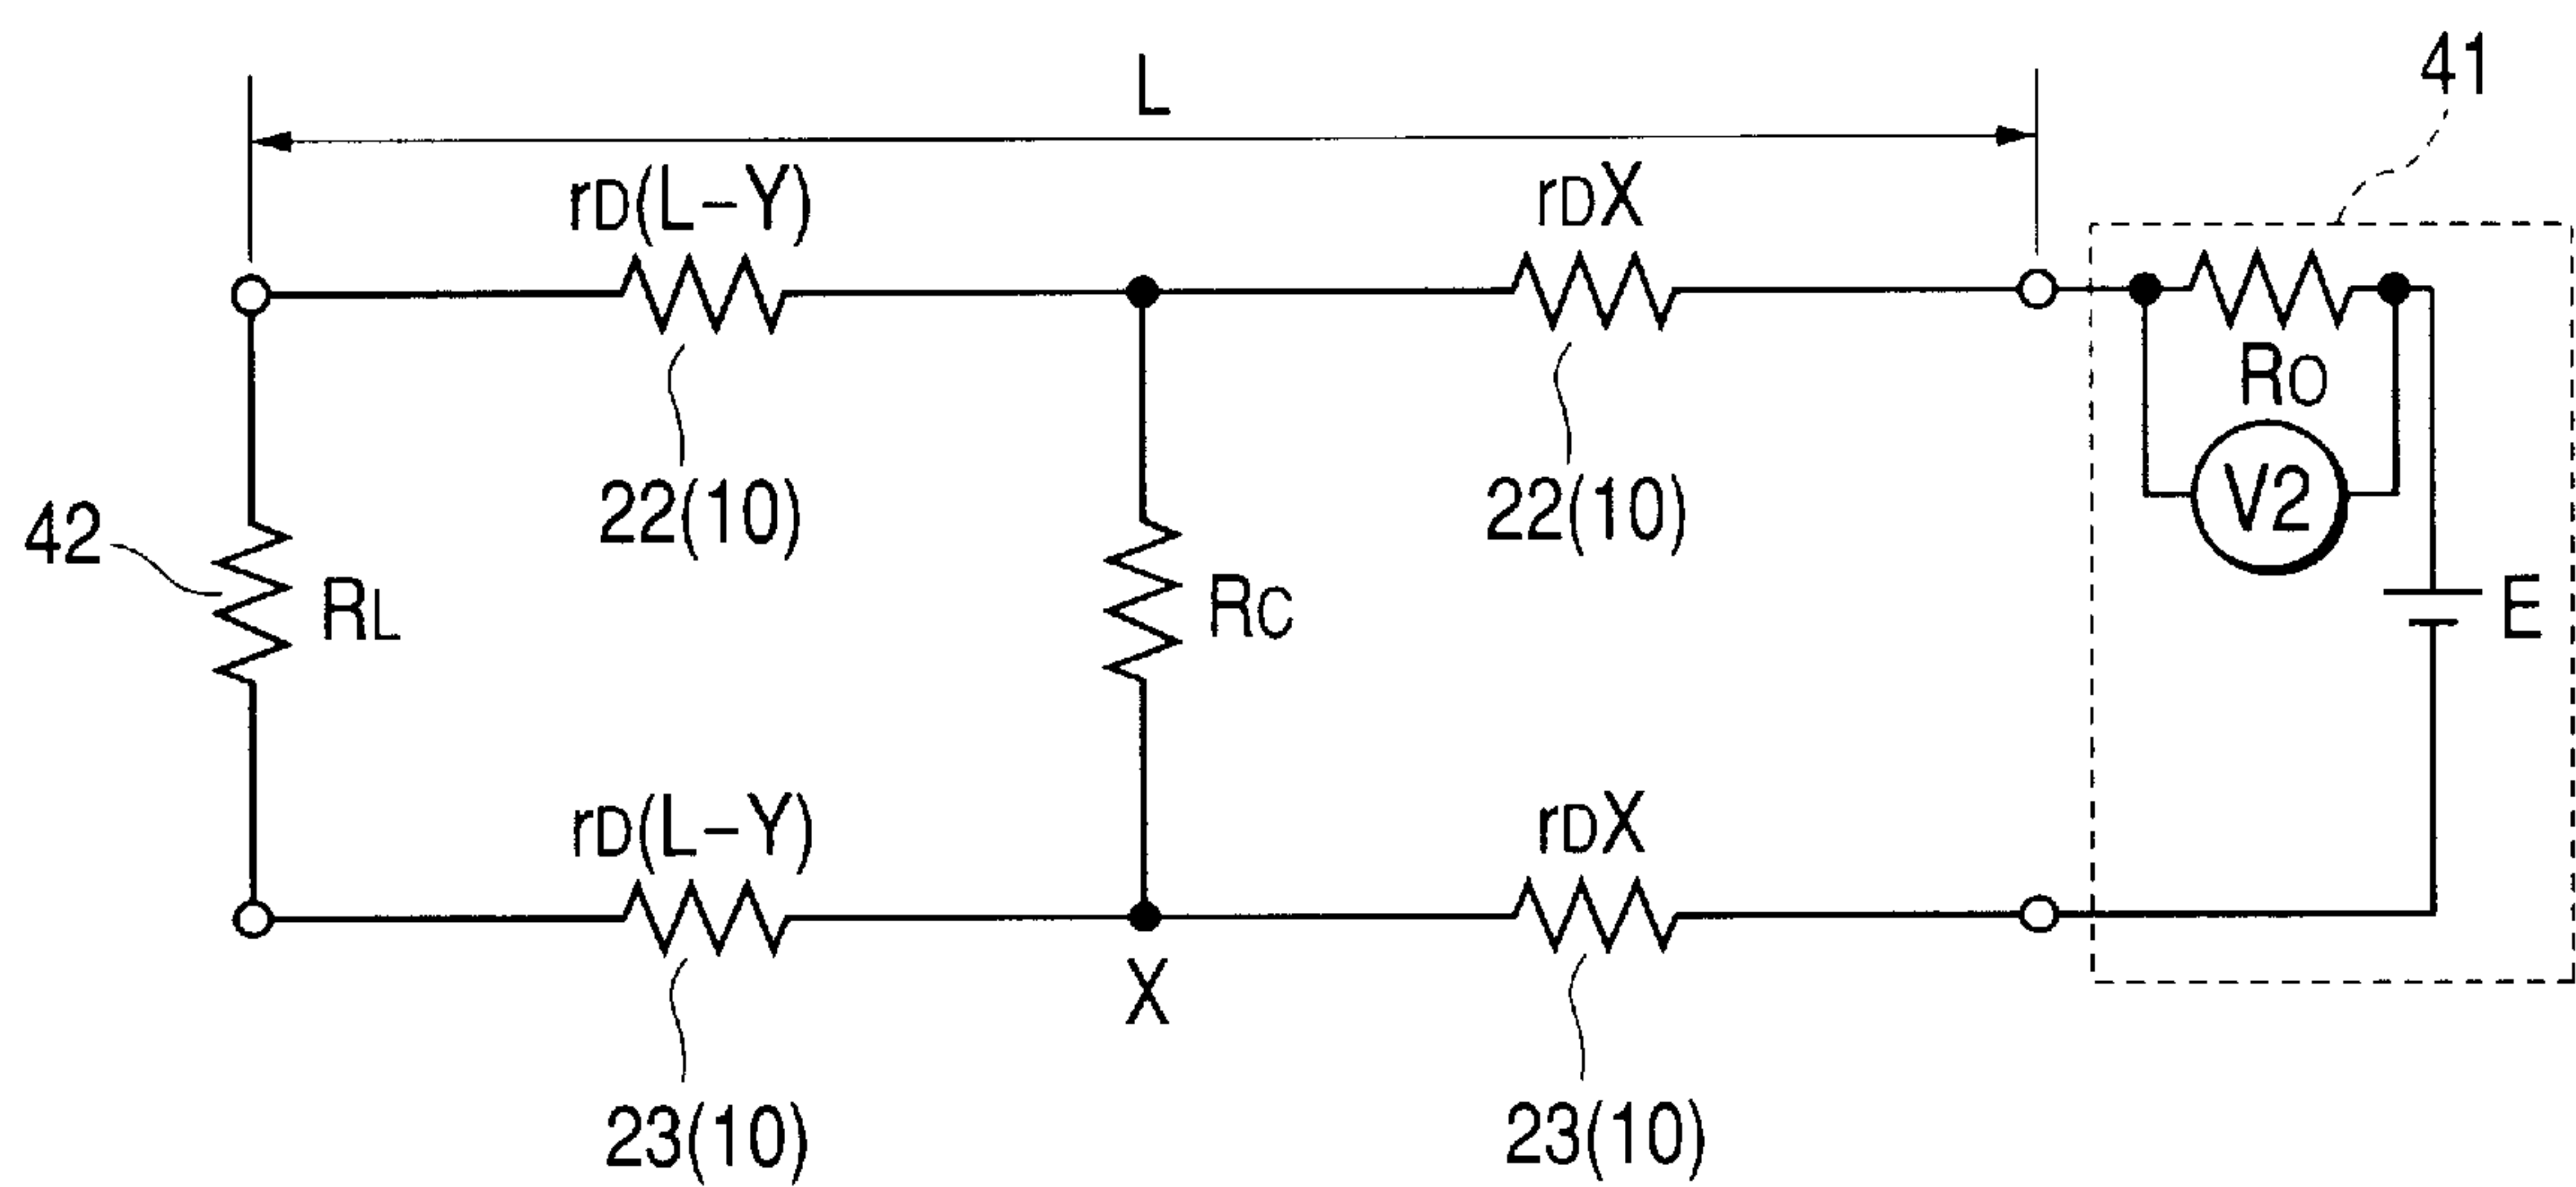 41
L
rD(L-Y)
rDX
RO
22(10)
22(10)
V2
42
RL
RC
E
rD(L-Y)
rDX
X
23(10)
23(10)